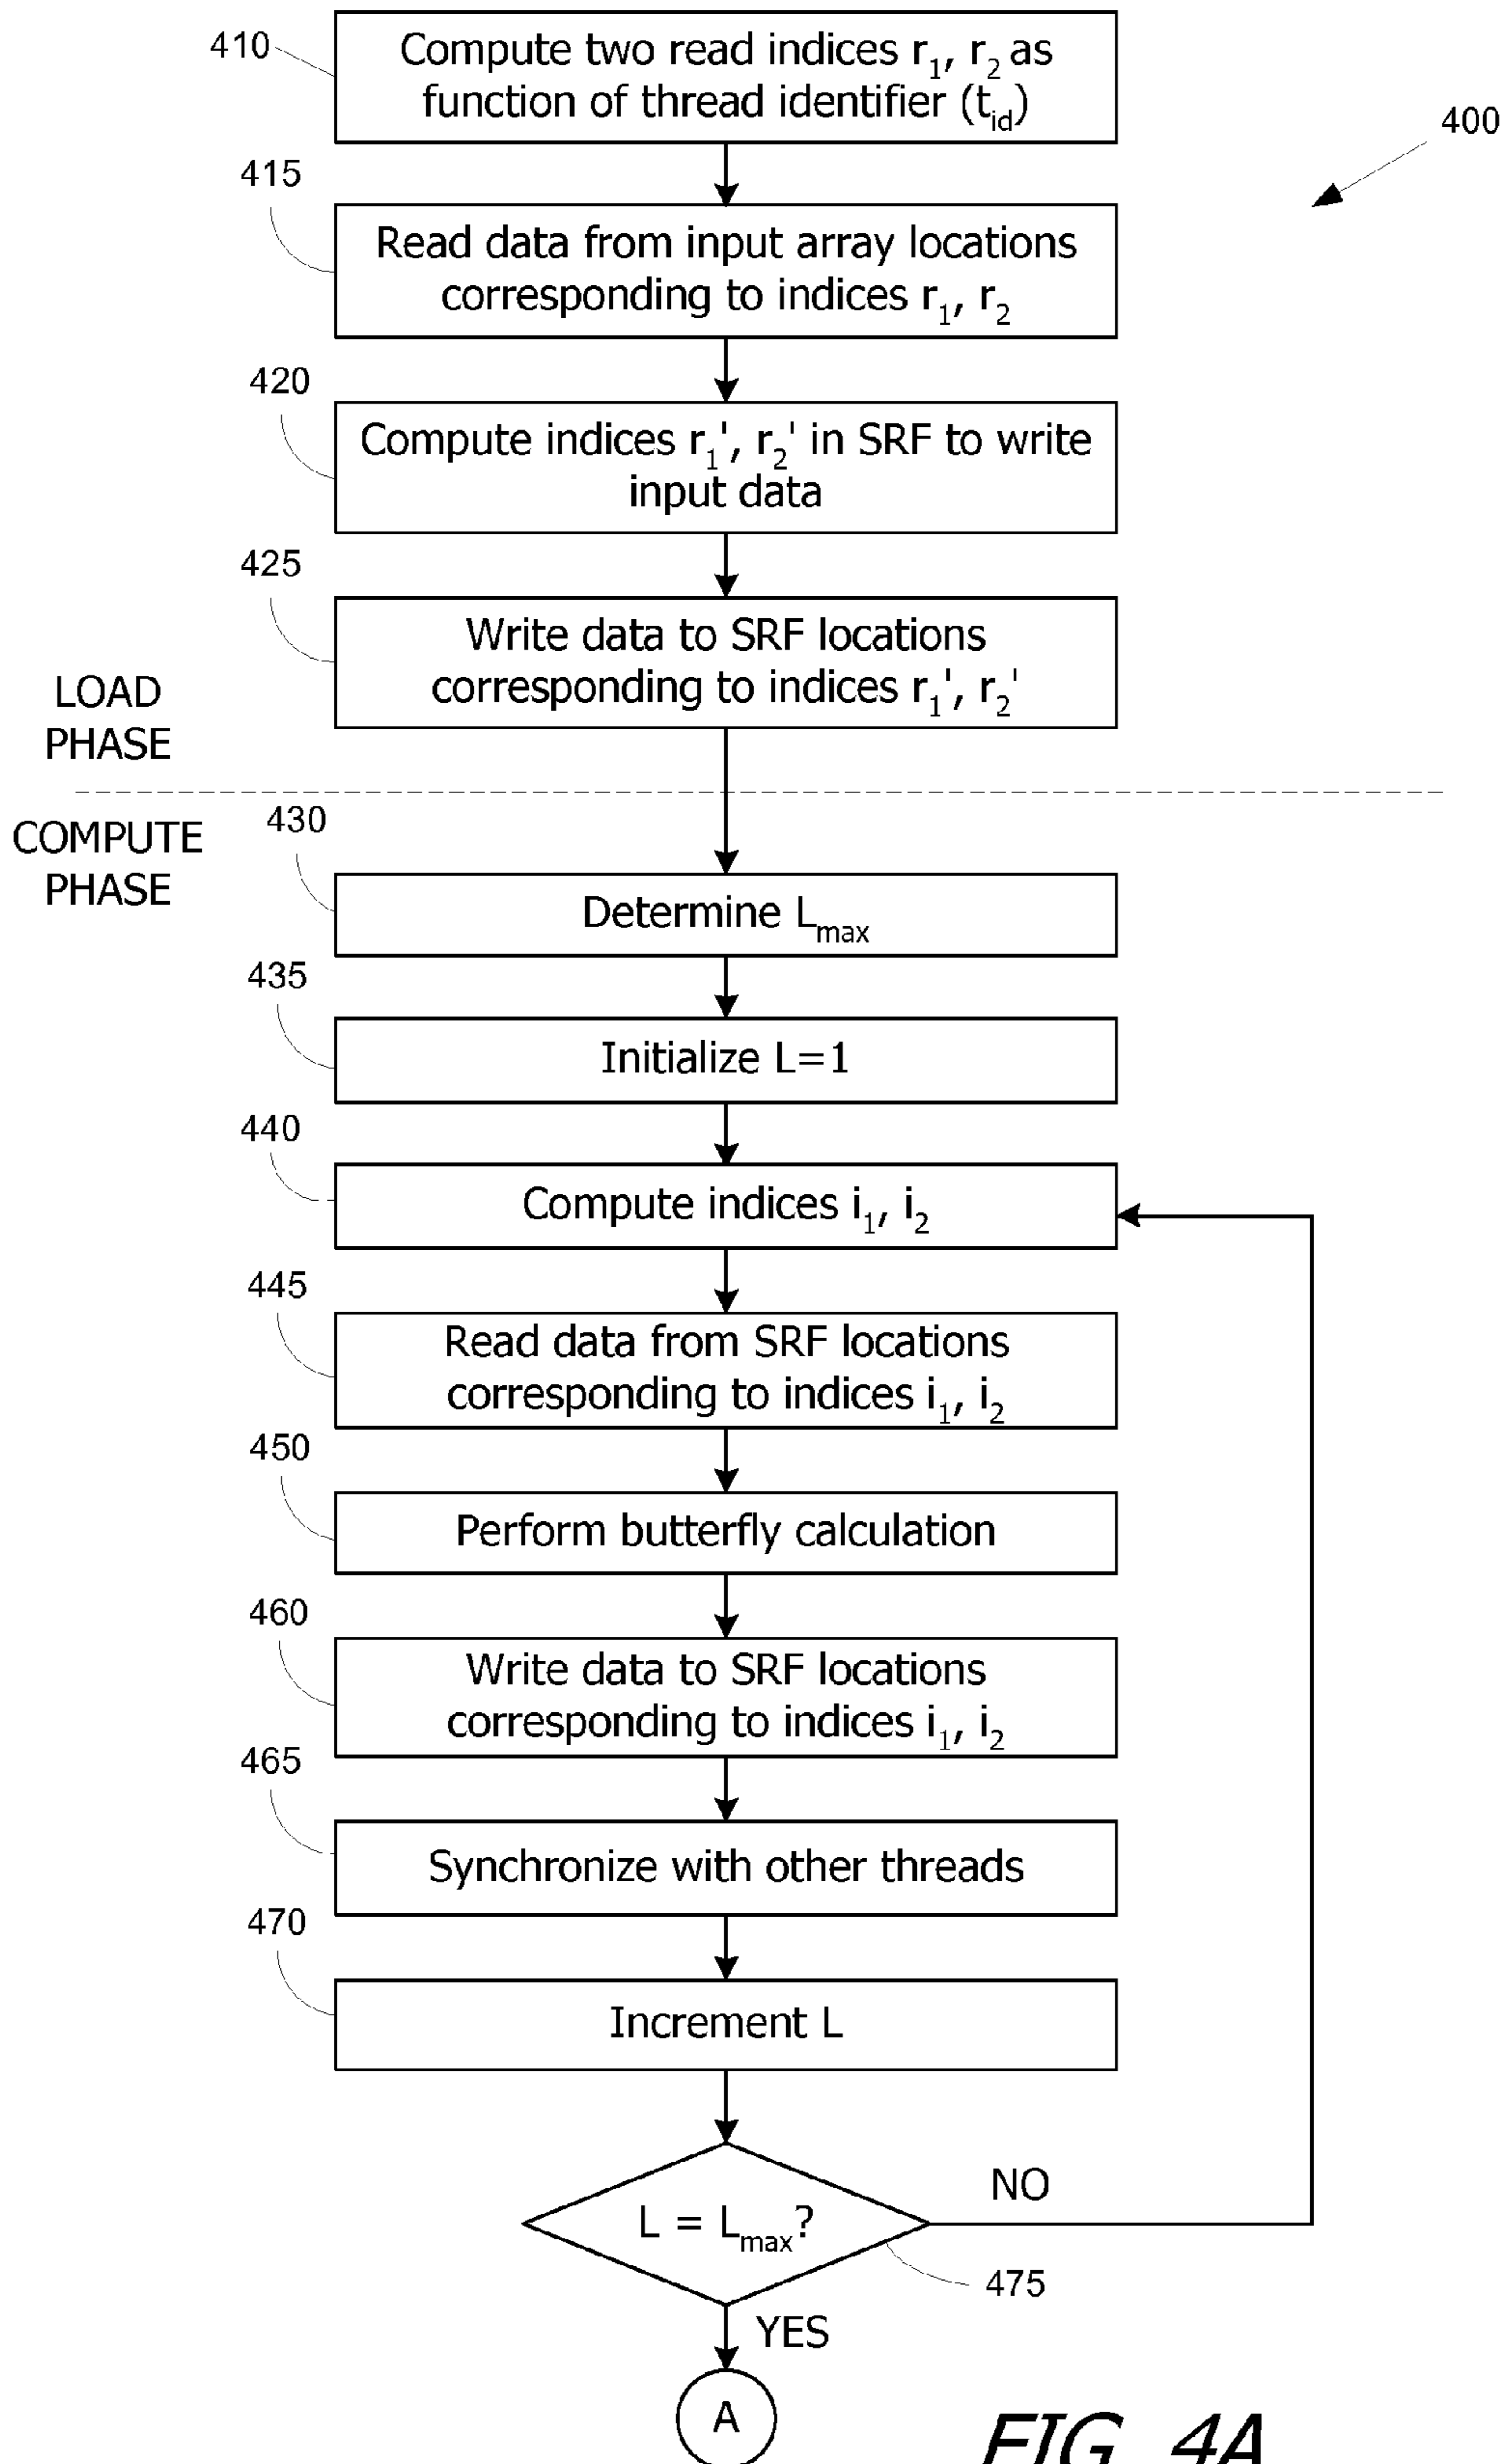 410
Compute two read indices r₁, r₂ as
function of thread identifier (t_id)
400
415
Read data from input array locations
corresponding to indices r₁, r₂
420
Compute indices r₁', r₂' in SRF to write
input data
425
Write data to SRF locations
corresponding to indices r₁', r₂'
LOAD
PHASE
COMPUTE
PHASE
430
Determine L_max
435
Initialize L=1
440
Compute indices i₁, i₂
445
Read data from SRF locations
corresponding to indices i₁, i₂
450
Perform butterfly calculation
460
Write data to SRF locations
corresponding to indices i₁, i₂
465
Synchronize with other threads
470
Increment L
L = L_max?
NO
475
YES
A
FIG. 4A